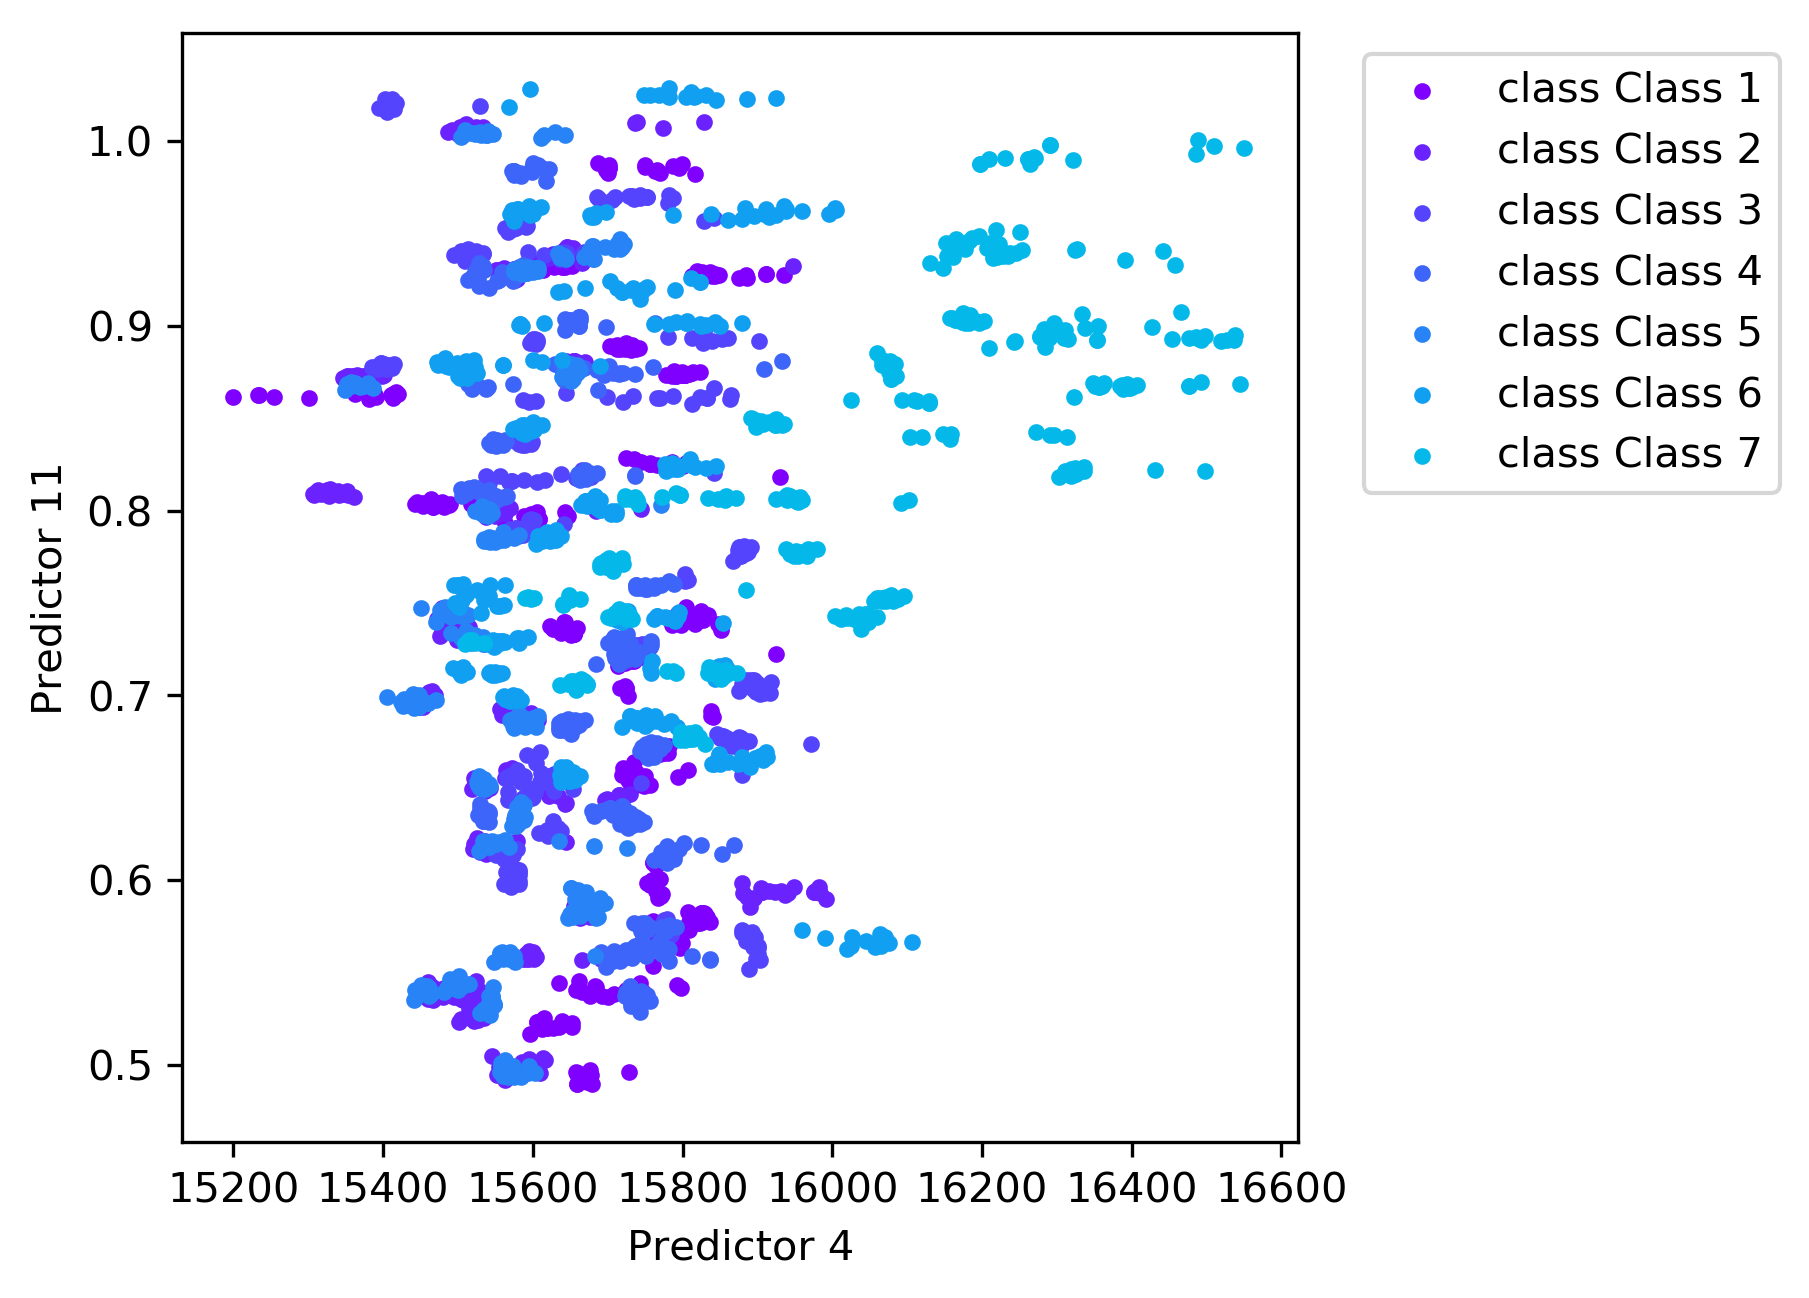 class Class 1
class Class 2
class Class 3
class Class 4
class Class 5
class Class 6
class Class 7
1.0
0.9
0.8
0.7
0.6
0.5
Predictor 11
15200 15400 15600 15800 16000 16200 16400 16600
Predictor 4